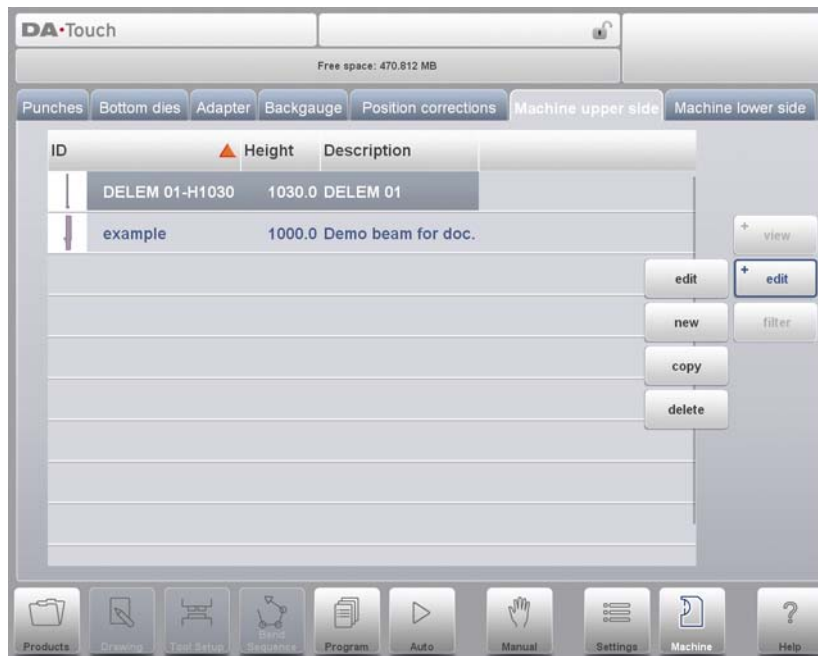 DA·Touch
Free space: 470.812 MB
Punches Bottom dies Adapter Backgauge Position corrections Machine upper side Machine lower side
ID Height Description
DELEM 01-H1030 1030.0 DELEM 01
example 1000.0 Demo beam for doc.
+ view
edit + edit
new filter
copy
delete
Products Drawing Tool Setup Bend Sequence Program Auto Manual Settings Machine ? Help